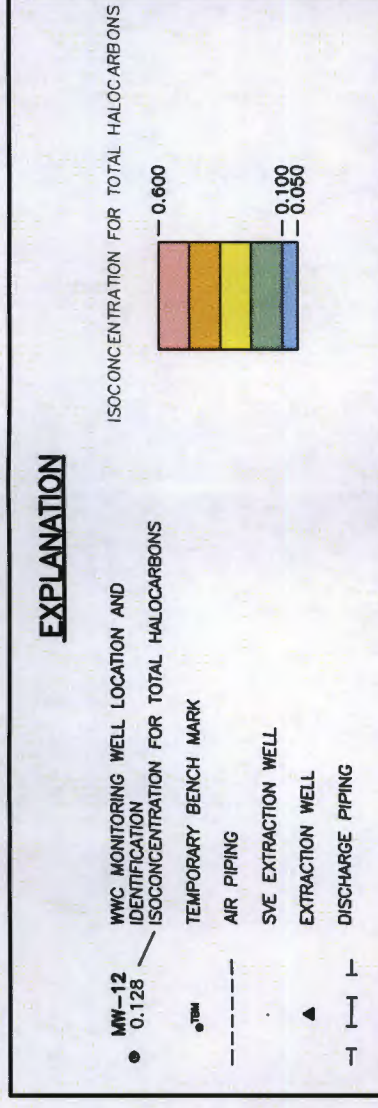 EXPLANATION
MW-12
0.128
WWC MONITORING WELL LOCATION AND
IDENTIFICATION
ISOCONCENTRATION FOR TOTAL HALOCARBONS
TBM
TEMPORARY BENCH MARK
AIR PIPING
SVE EXTRACTION WELL
EXTRACTION WELL
DISCHARGE PIPING
ISOCONCENTRATION FOR TOTAL HALOCARBONS
0.600
0.100
0.050